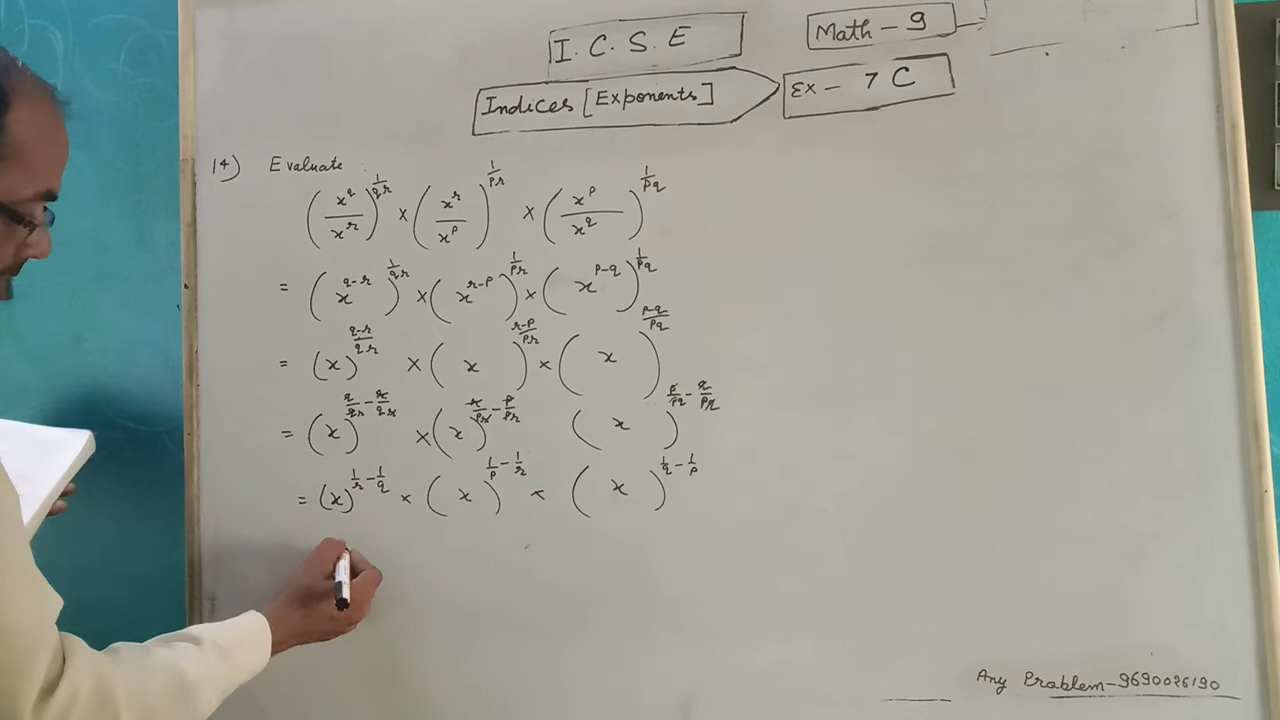 I. C. S. E
Math - 9
Indices [Exponents]
Ex - 7 C
14) Evaluate :
(x^q/x^r)^(1/qr) × (x^r/x^p)^(1/pr) × (x^p/x^q)^(1/pq)
= (x^(q-r))^(1/qr) × (x^(r-p))^(1/pr) × (x^(p-q))^(1/pq)
= (x)^((q-r)/qr) × (x)^((r-p)/pr) × (x)^((p-q)/pq)
= (x)^(q/qr - r/qr) × (x)^(r/pr - p/pr) (x)^(p/pq - q/pq)
= (x)^(1/r - 1/q) × (x)^(1/p - 1/r) × (x)^(1/q - 1/p)
Any Problem-9690026190